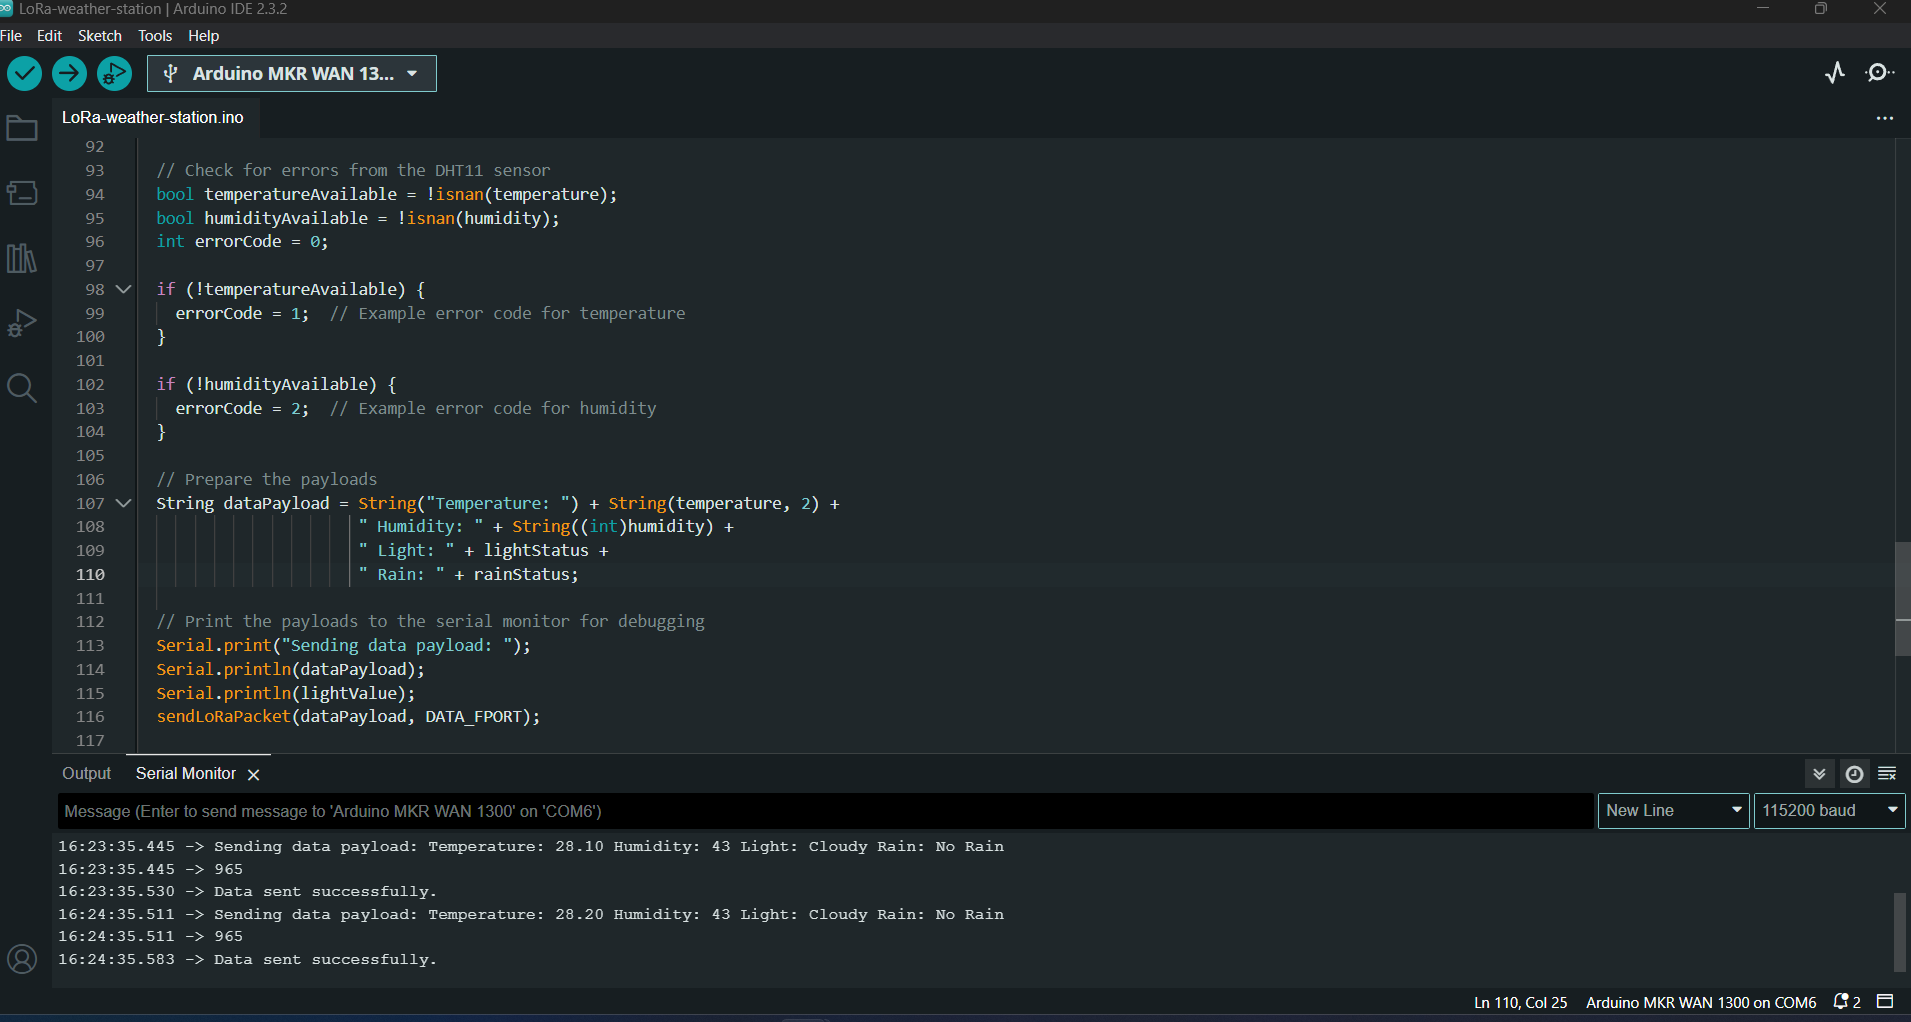 LoRa-weather-station | Arduino IDE 2.3.2
File Edit Sketch Tools Help
Arduino MKR WAN 13...
LoRa-weather-station.ino
92
93 // Check for errors from the DHT11 sensor
94 bool temperatureAvailable = !isnan(temperature);
95 bool humidityAvailable = !isnan(humidity);
96 int errorCode = 0;
97
98 if (!temperatureAvailable) {
99 errorCode = 1; // Example error code for temperature
100 }
101
102 if (!humidityAvailable) {
103 errorCode = 2; // Example error code for humidity
104 }
105
106 // Prepare the payloads
107 String dataPayload = String("Temperature: ") + String(temperature, 2) +
108 " Humidity: " + String((int)humidity) +
109 " Light: " + lightStatus +
110 " Rain: " + rainStatus;
111
112 // Print the payloads to the serial monitor for debugging
113 Serial.print("Sending data payload: ");
114 Serial.println(dataPayload);
115 Serial.println(lightValue);
116 sendLoRaPacket(dataPayload, DATA_FPORT);
117
Output Serial Monitor
Message (Enter to send message to 'Arduino MKR WAN 1300' on 'COM6') New Line 115200 baud
16:23:35.445 -> Sending data payload: Temperature: 28.10 Humidity: 43 Light: Cloudy Rain: No Rain
16:23:35.445 -> 965
16:23:35.530 -> Data sent successfully.
16:24:35.511 -> Sending data payload: Temperature: 28.20 Humidity: 43 Light: Cloudy Rain: No Rain
16:24:35.511 -> 965
16:24:35.583 -> Data sent successfully.
Ln 110, Col 25 Arduino MKR WAN 1300 on COM6 2